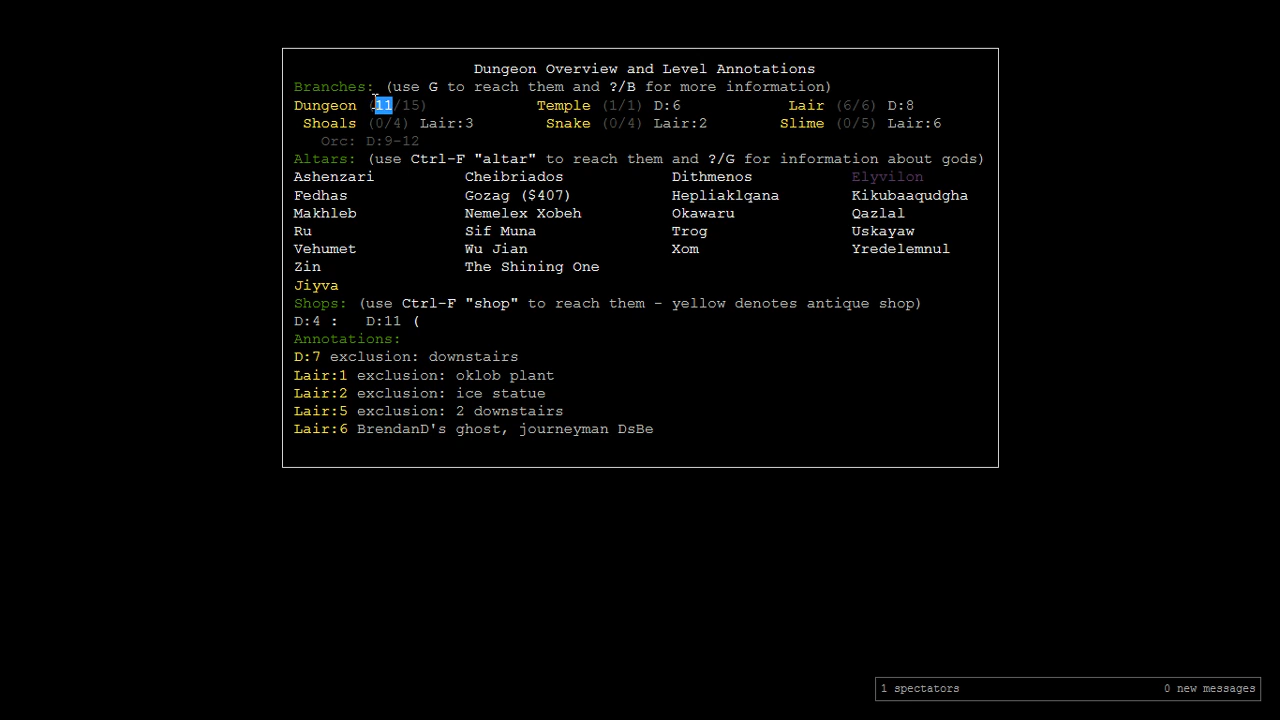 Dungeon Overview and Level Annotations
Branches: (use G to reach them and ?/B for more information)
Dungeon (11/15) Temple (1/1) D:6 Lair (6/6) D:8
Shoals (0/4) Lair:3 Snake (0/4) Lair:2 Slime (0/5) Lair:6
Orc: D:9-12
Altars: (use Ctrl-F "altar" to reach them and ?/G for information about gods)
Ashenzari Cheibriados Dithmenos Elyvilon
Fedhas Gozag ($407) Hepliaklqana Kikubaaqudgha
Makhleb Nemelex Xobeh Okawaru Qazlal
Ru Sif Muna Trog Uskayaw
Vehumet Wu Jian Xom Yredelemnul
Zin The Shining One
Jiyva
Shops: (use Ctrl-F "shop" to reach them - yellow denotes antique shop)
D:4 : D:11 (
Annotations:
D:7 exclusion: downstairs
Lair:1 exclusion: oklob plant
Lair:2 exclusion: ice statue
Lair:5 exclusion: 2 downstairs
Lair:6 BrendanD's ghost, journeyman DsBe
1 spectators 0 new messages